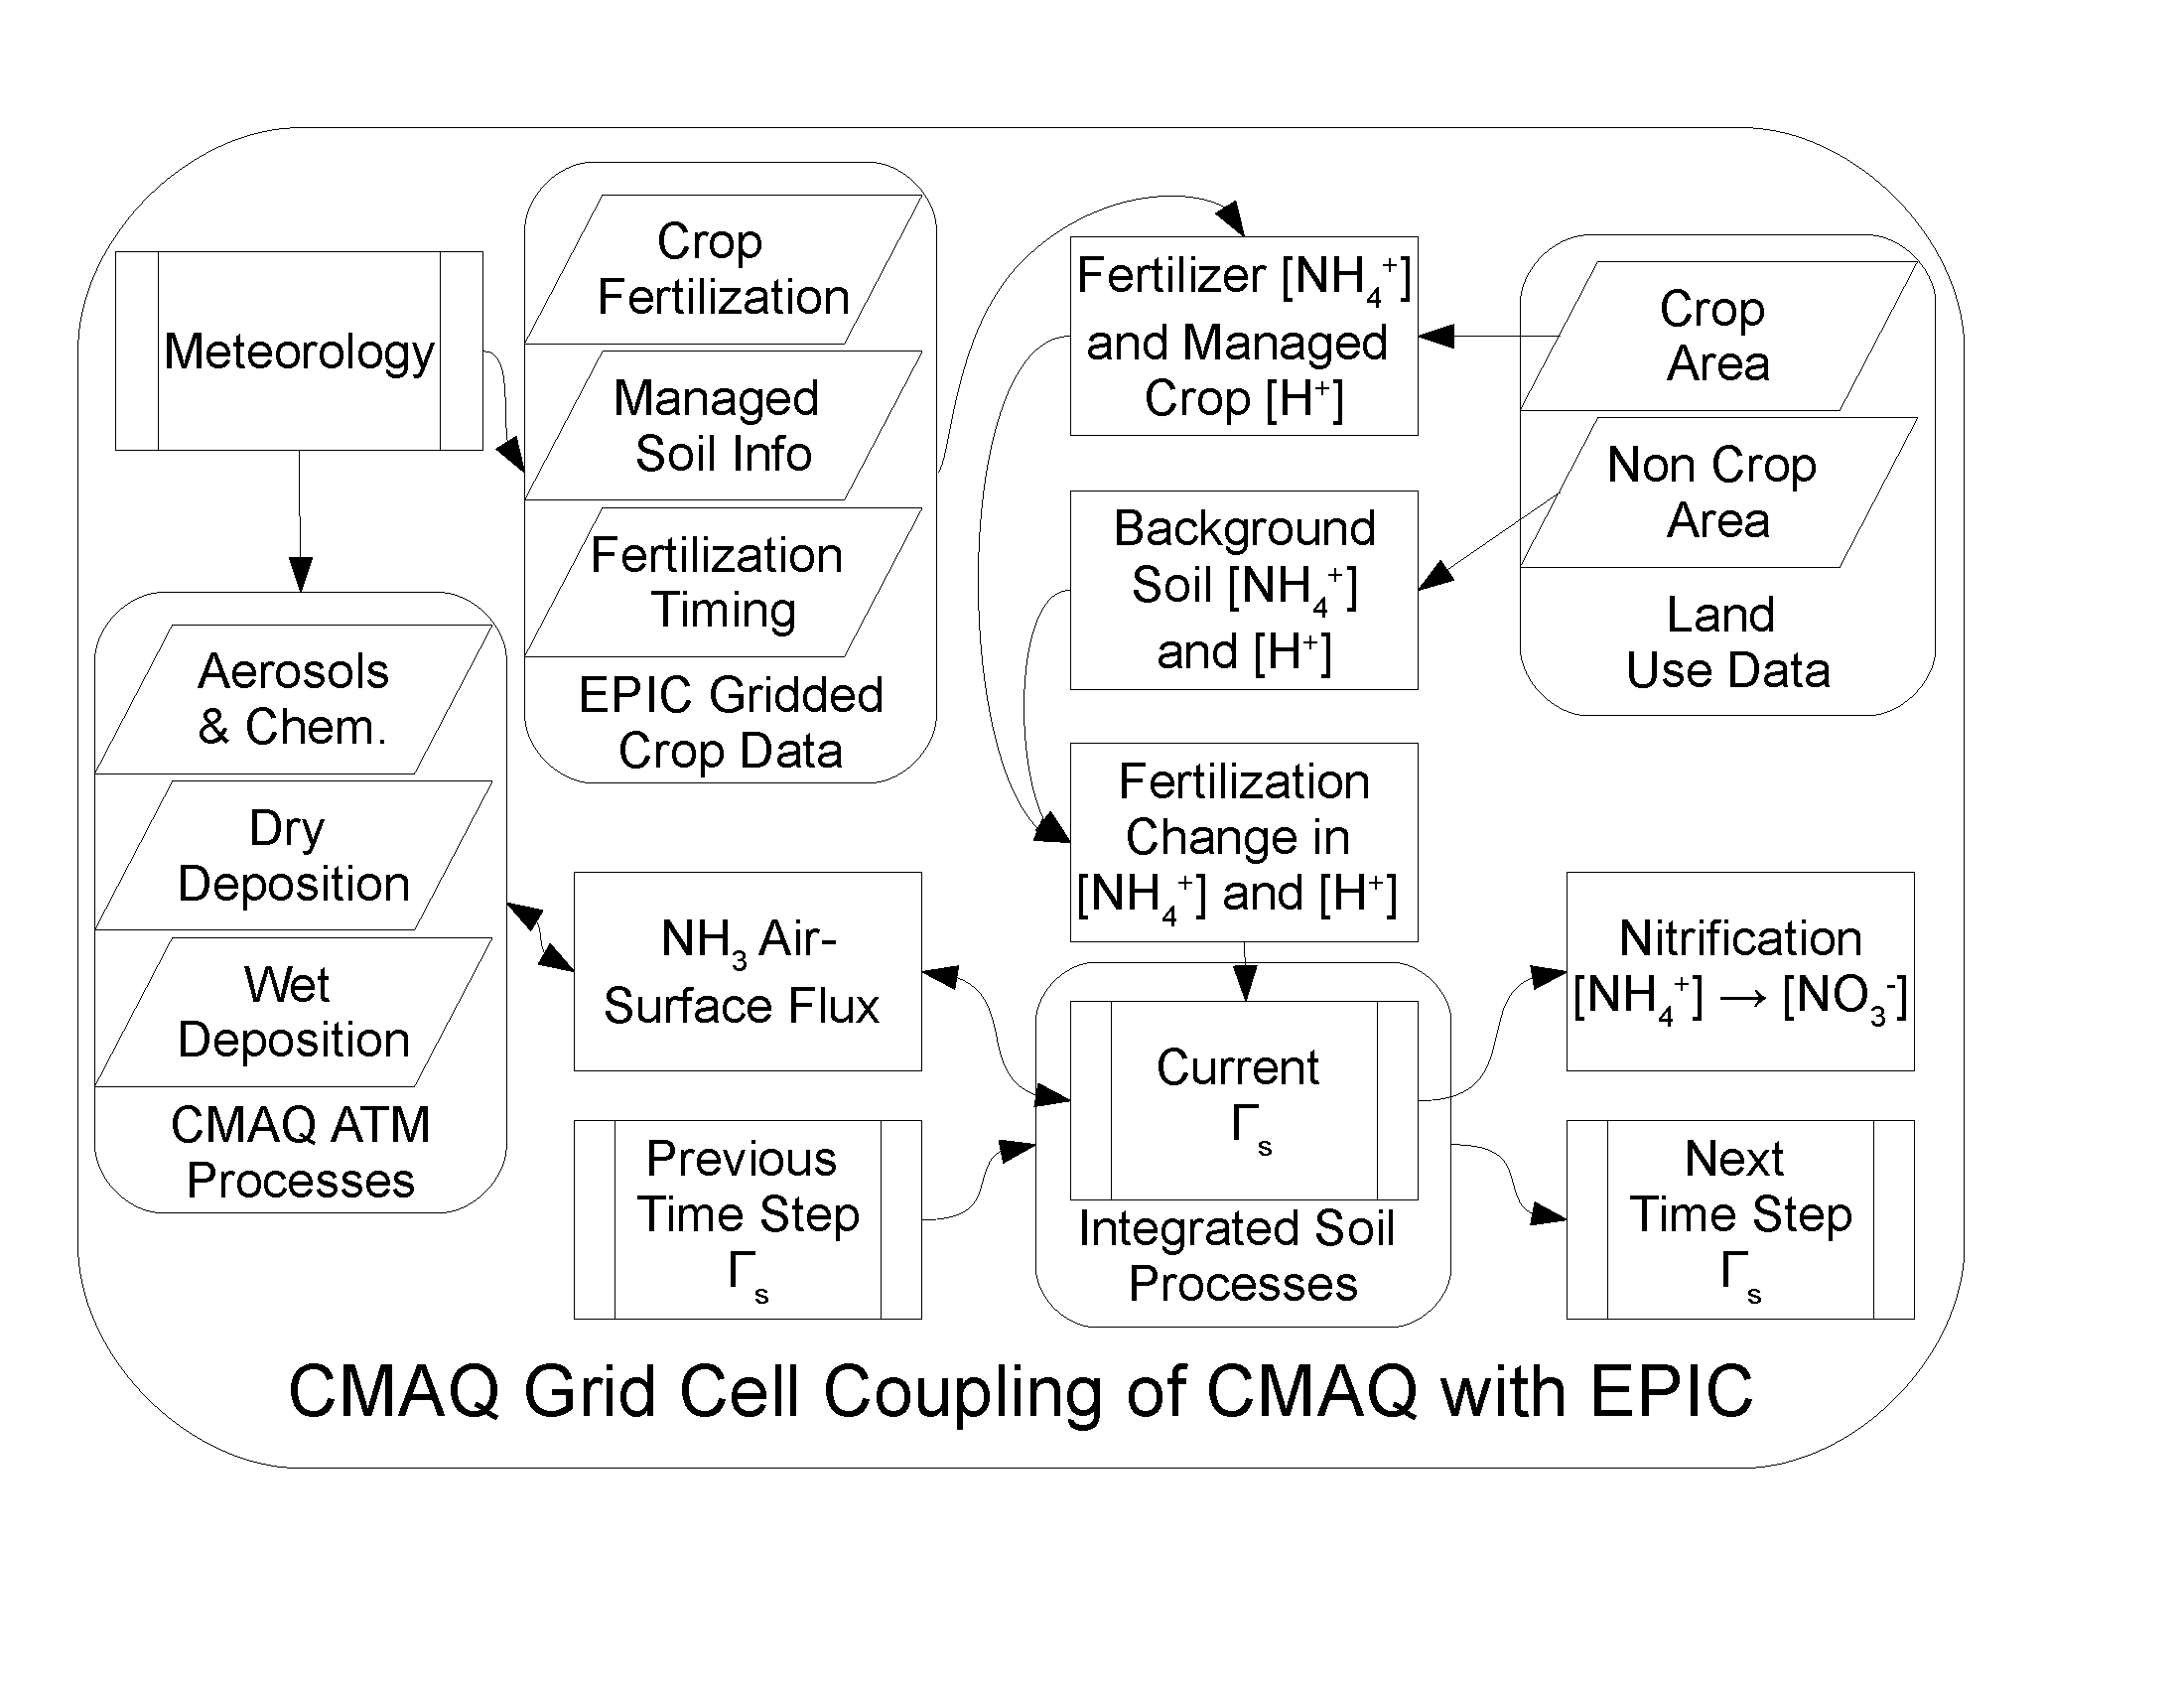 Meteorology
Crop
Fertilization
Managed
Soil Info
Fertilization
Timing
EPIC Gridded
Crop Data
Fertilizer [NH₄⁺]
and Managed
Crop [H⁺]
Crop
Area
Non Crop
Area
Land
Use Data
Background
Soil [NH₄⁺]
and [H⁺]
Aerosols
& Chem.
Dry
Deposition
Wet
Deposition
CMAQ ATM
Processes
Fertilization
Change in
[NH₄⁺] and [H⁺]
NH₃ Air-
Surface Flux
Nitrification
[NH₄⁺] → [NO₃⁻]
Previous
Time Step
Γₛ
Current
Γₛ
Integrated Soil
Processes
Next
Time Step
Γₛ
CMAQ Grid Cell Coupling of CMAQ with EPIC